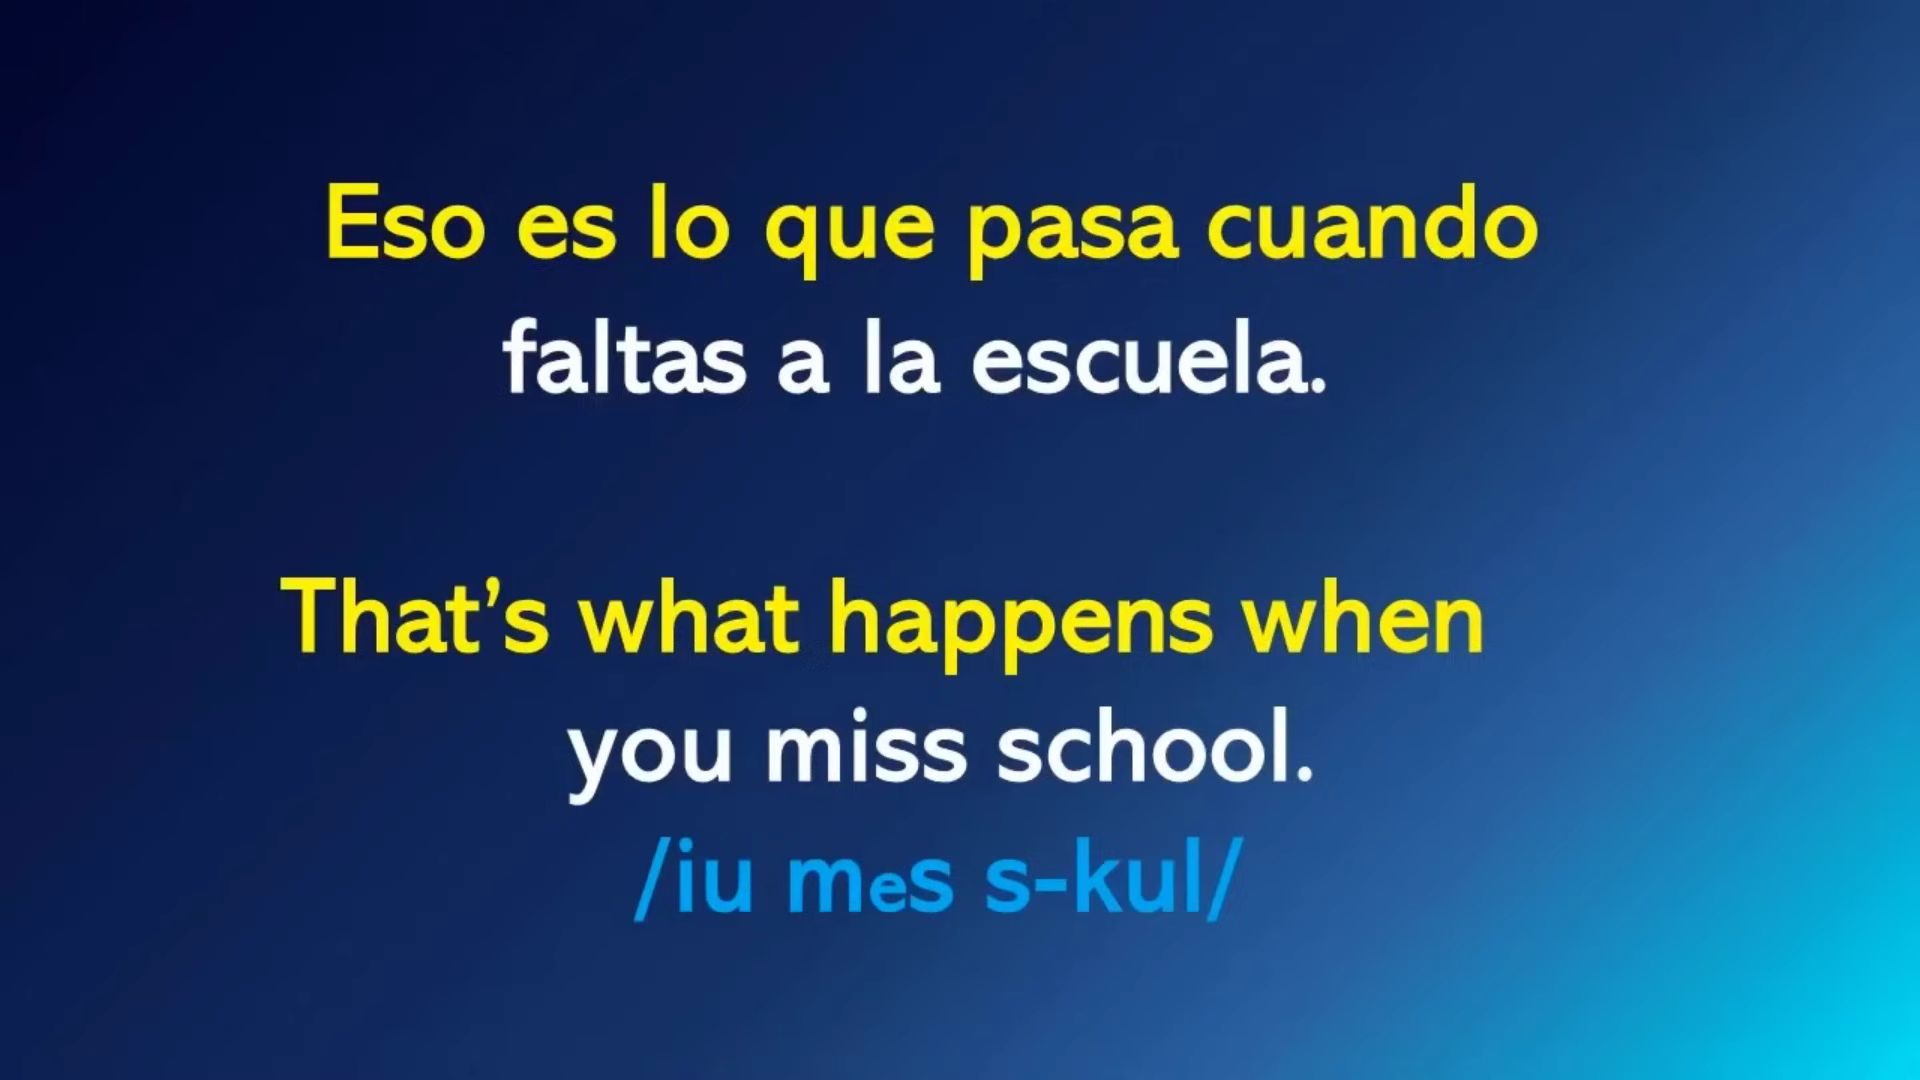 Eso es lo que pasa cuando
faltas a la escuela.
That’s what happens when
you miss school.
/iu mes s-kul/